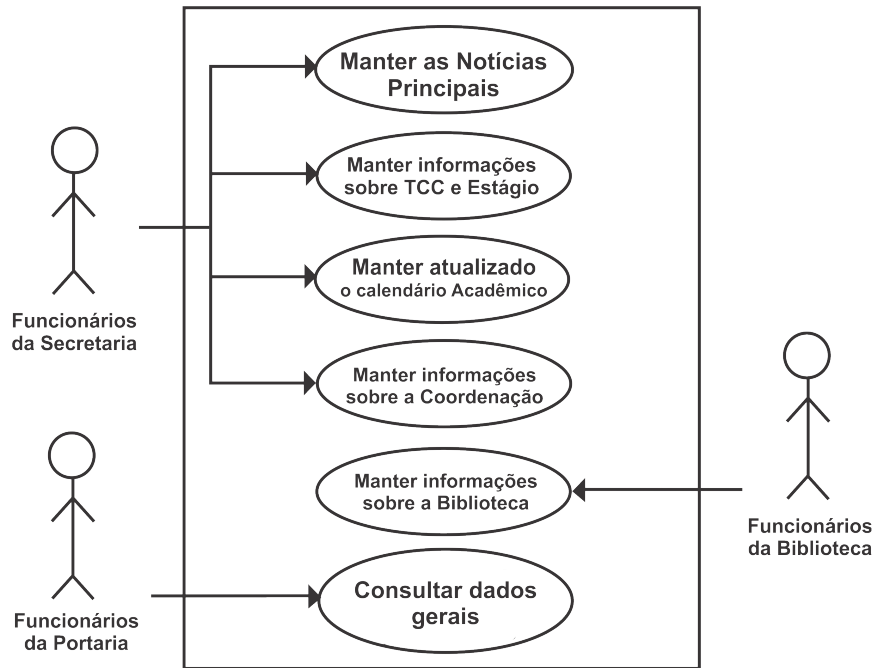 Manter as Notícias
Principais
Manter informações
sobre TCC e Estágio
Manter atualizado
o calendário Acadêmico
Funcionários
da Secretaria
Manter informações
sobre a Coordenação
Manter informações
sobre a Biblioteca
Funcionários
da Biblioteca
Consultar dados
gerais
Funcionários
da Portaria